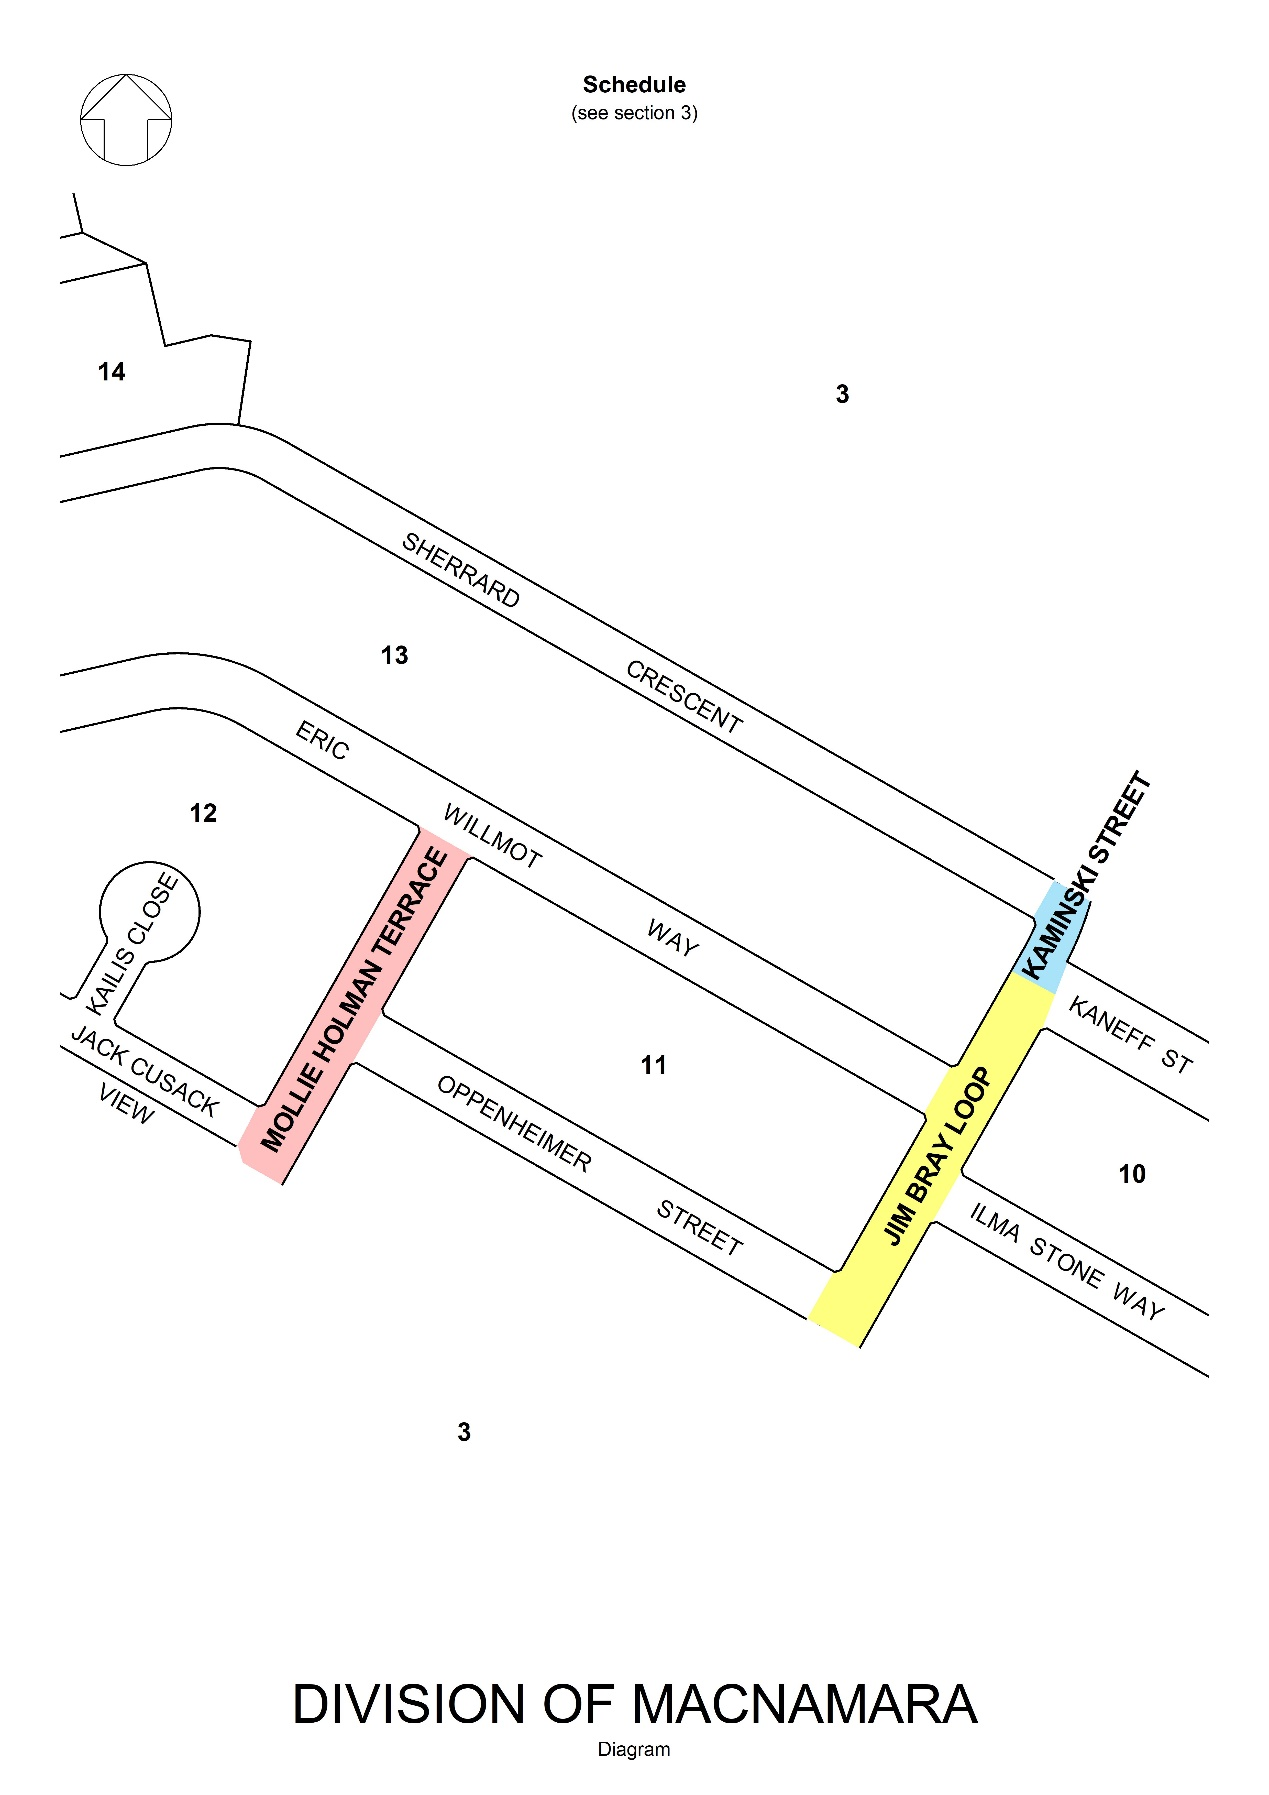 Schedule
(see section 3)
14
3
SHERRARD CRESCENT
13
ERIC WILLMOT WAY
12
KAMINSKI STREET
MOLLIE HOLMAN TERRACE
KAILIS CLOSE
JACK CUSACK
VIEW
OPPENHEIMER STREET
11
KANEFF ST
JIM BRAY LOOP
10
ILMA STONE WAY
3
DIVISION OF MACNAMARA
Diagram